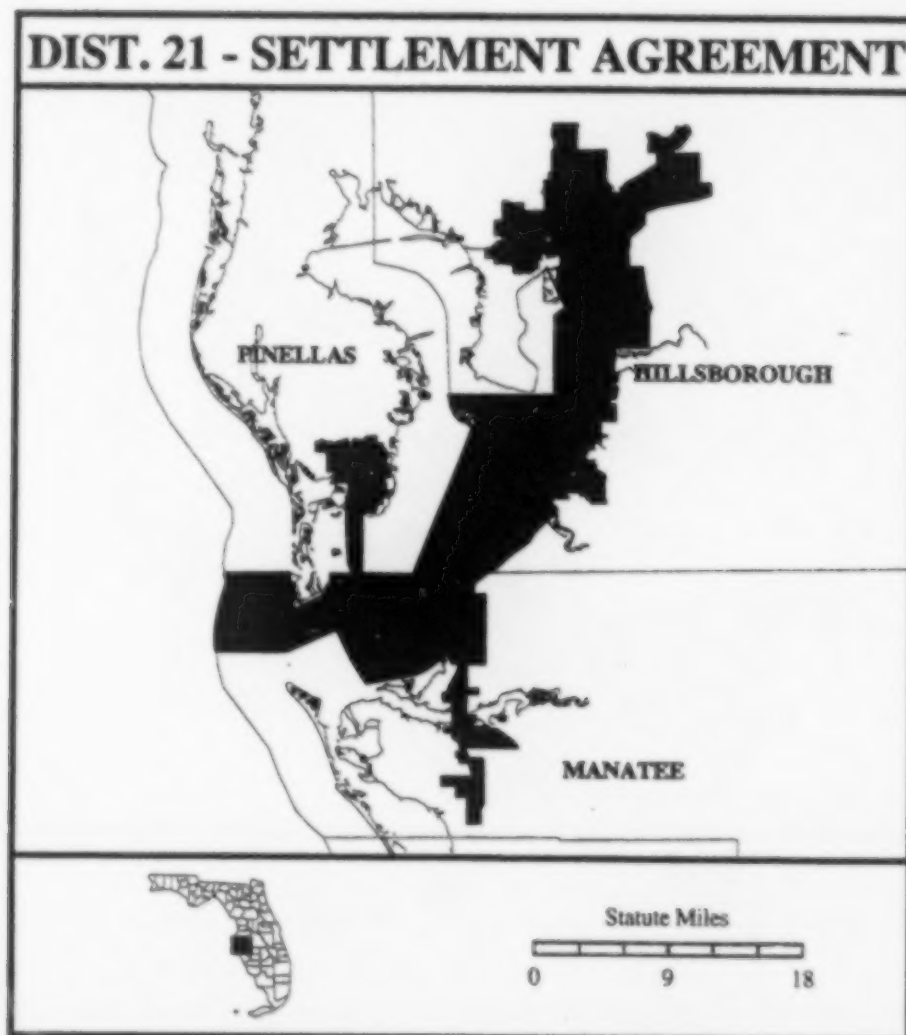 DIST. 21 - SETTLEMENT AGREEMENT
PINELLAS
HILLSBOROUGH
MANATEE
Statute Miles
0 9 18